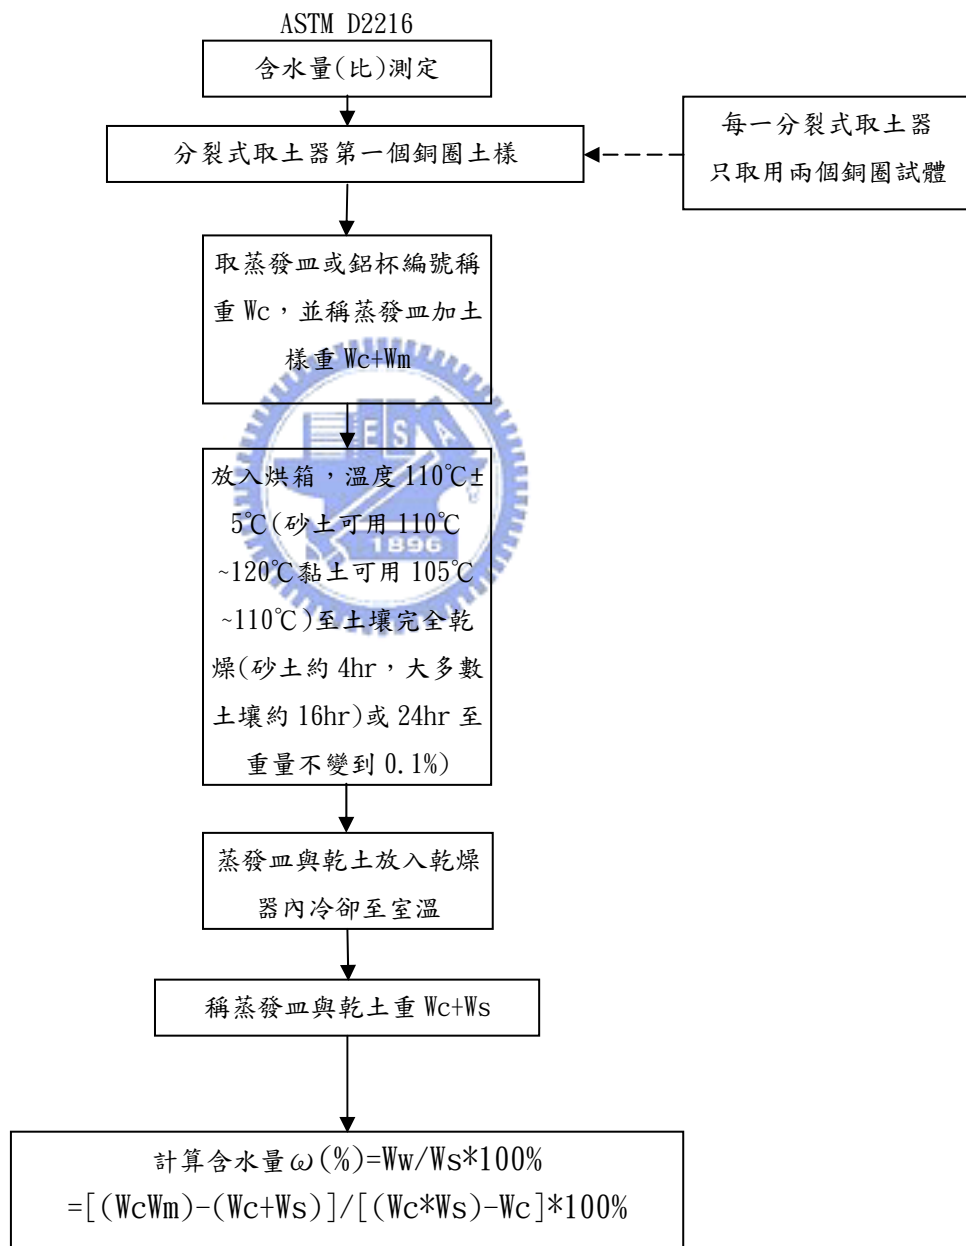 ASTM D2216
含水量(比)測定
分裂式取土器第一個銅圈土樣
每一分裂式取土器
只取用兩個銅圈試體
取蒸發皿或鋁杯編號稱
重 Wc，並稱蒸發皿加土
樣重 Wc+Wm
ESA
放入烘箱，溫度 110℃±
5℃(砂土可用 110℃
1896
~120℃黏土可用 105℃
~110℃)至土壤完全乾
燥(砂土約 4hr，大多數
土壤約 16hr)或 24hr 至
重量不變到 0.1%)
蒸發皿與乾土放入乾燥
器內冷卻至室溫
稱蒸發皿與乾土重 Wc+Ws
計算含水量ω(%)=Ww/Ws*100%
=[(WcWm)-(Wc+Ws)]/[(Wc*Ws)-Wc]*100%